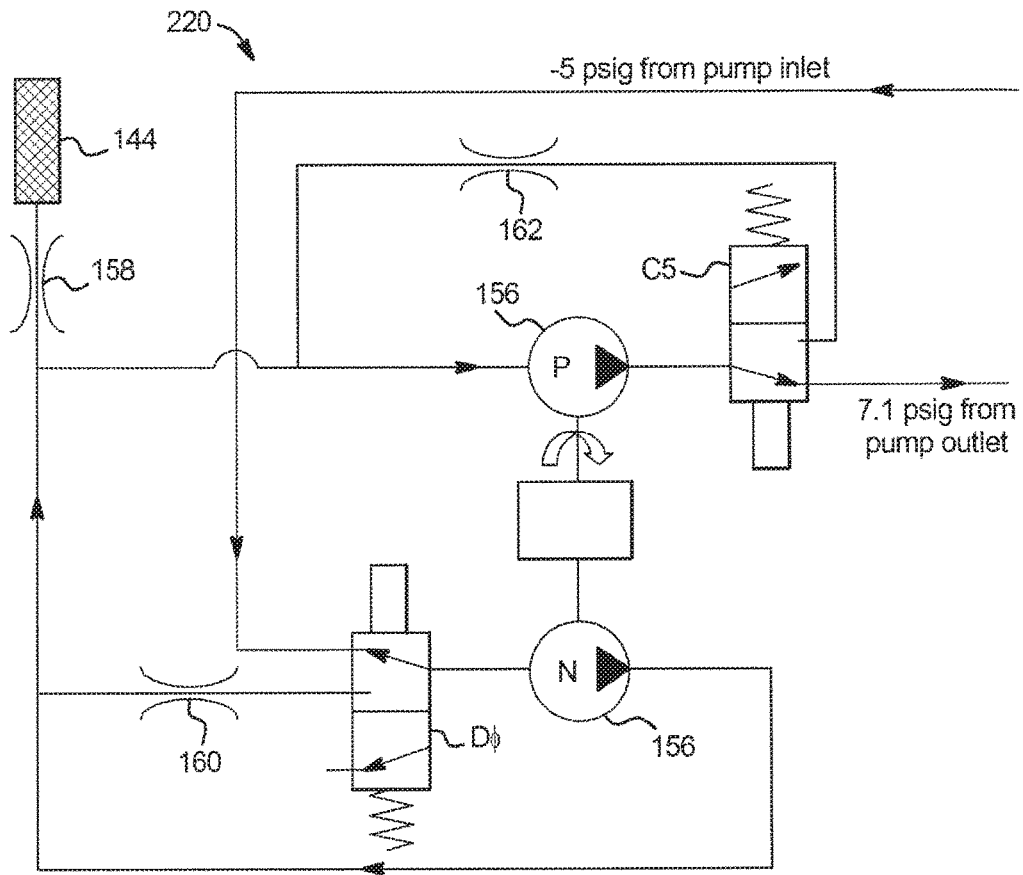 220
-5 psig from pump inlet
144
162
C5
158
156
P
7.1 psig from
pump outlet
N
Dϕ
160
156